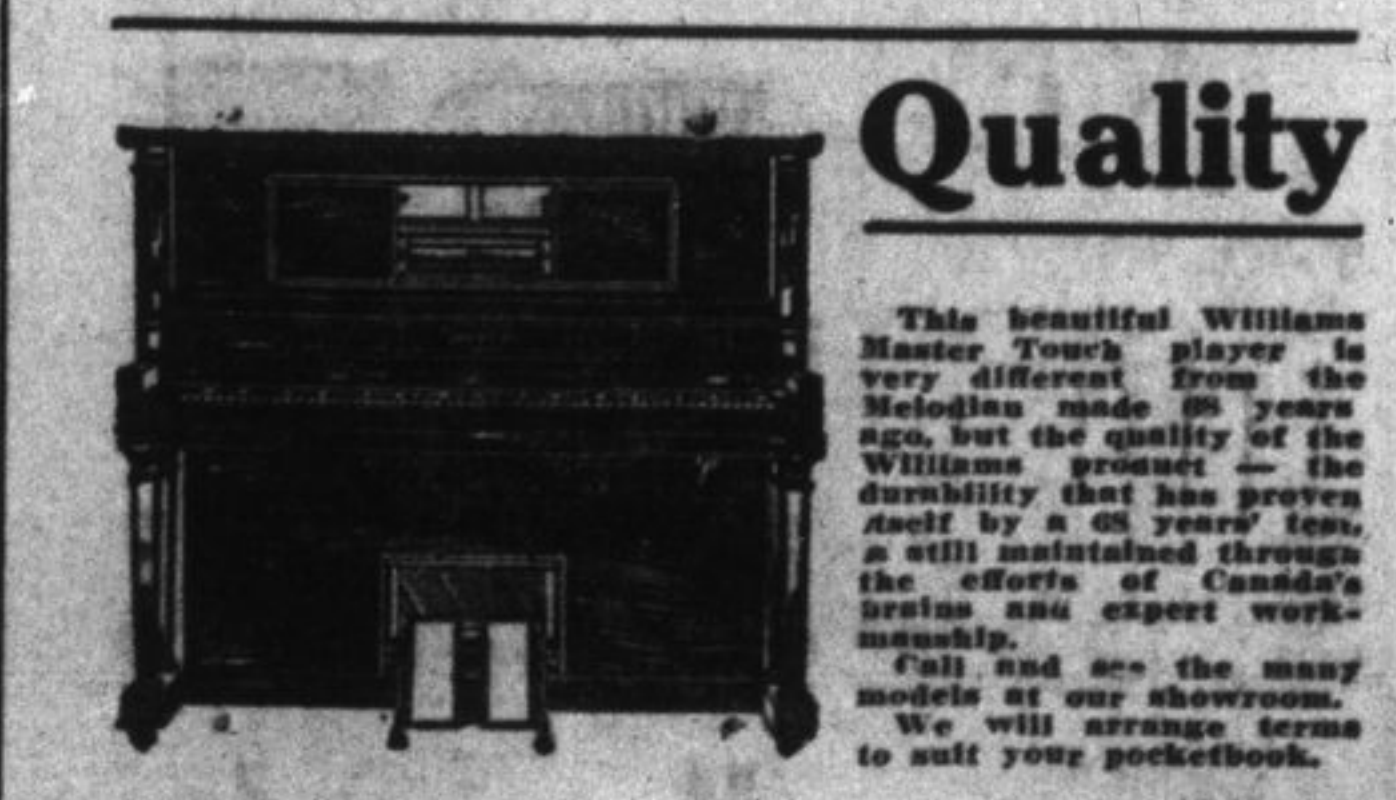 Quality
This beautiful Williams
Master Touch player is
very different from the
Melodian made 68 years
ago, but the quality of the
Williams product — the
durability that has proven
itself by a 68 years' test,
is still maintained through
the efforts of Canada's
brains and expert work-
manship.
Call and see the many
models at our showroom.
We will arrange terms
to suit your pocketbook.